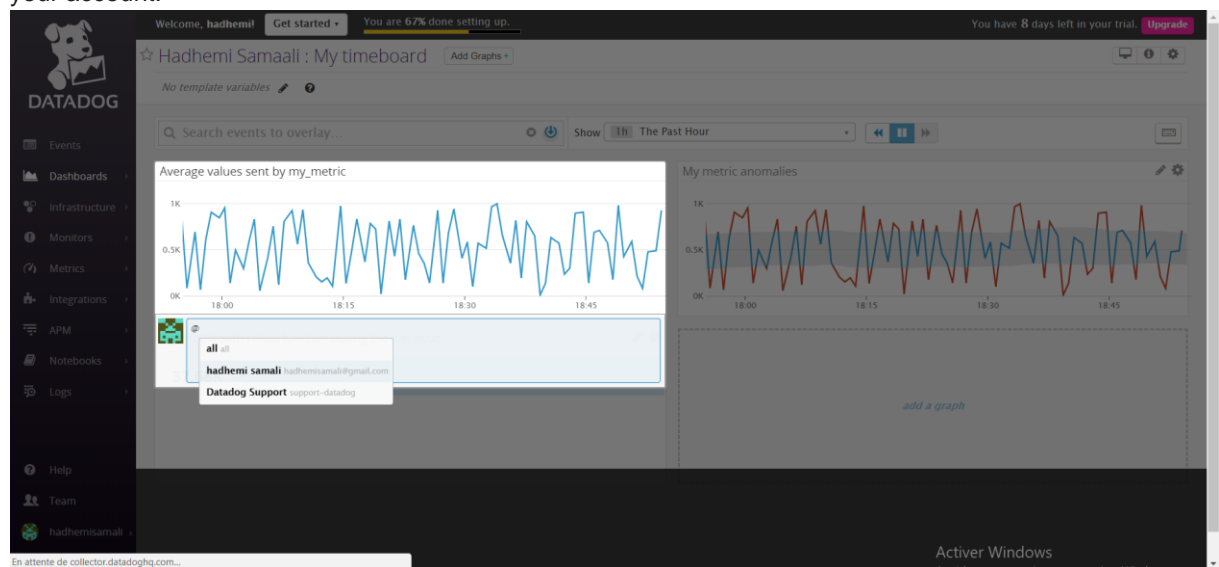 your account.
Welcome, hadhemi! Get started You are 67% done setting up. You have 8 days left in your trial. Upgrade
Hadhemi Samaali : My timeboard Add Graphs +
No template variables
DATADOG
Search events to overlay... Show 1h The Past Hour
Events
Dashboards
Infrastructure
Monitors
Metrics
Integrations
APM
Notebooks
Logs
Help
Team
hadhemisamali
Average values sent by my_metric
1K
0.5K
0K
18:00 18:15 18:30 18:45
@
all all
hadhemi samali hadhemisamali@gmail.com
Datadog Support support-datadog
My metric anomalies
1K
0.5K
0K
18:00 18:15 18:30 18:45
add a graph
Activer Windows
En attente de collector.datadoghq.com...